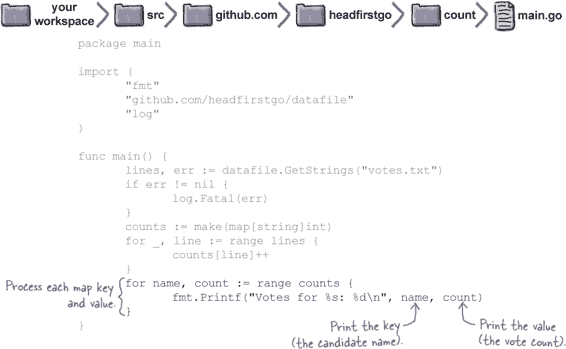 your workspace > src > github.com > headfirstgo > count > main.go
package main
import (
"fmt"
"github.com/headfirstgo/datafile"
"log"
)
func main() {
lines, err := datafile.GetStrings("votes.txt")
if err != nil {
log.Fatal(err)
}
counts := make(map[string]int)
for _, line := range lines {
counts[line]++
}
Process each map key
and value.
for name, count := range counts {
fmt.Printf("Votes for %s: %d\n", name, count)
}
}
Print the key
(the candidate name).
Print the value
(the vote count).